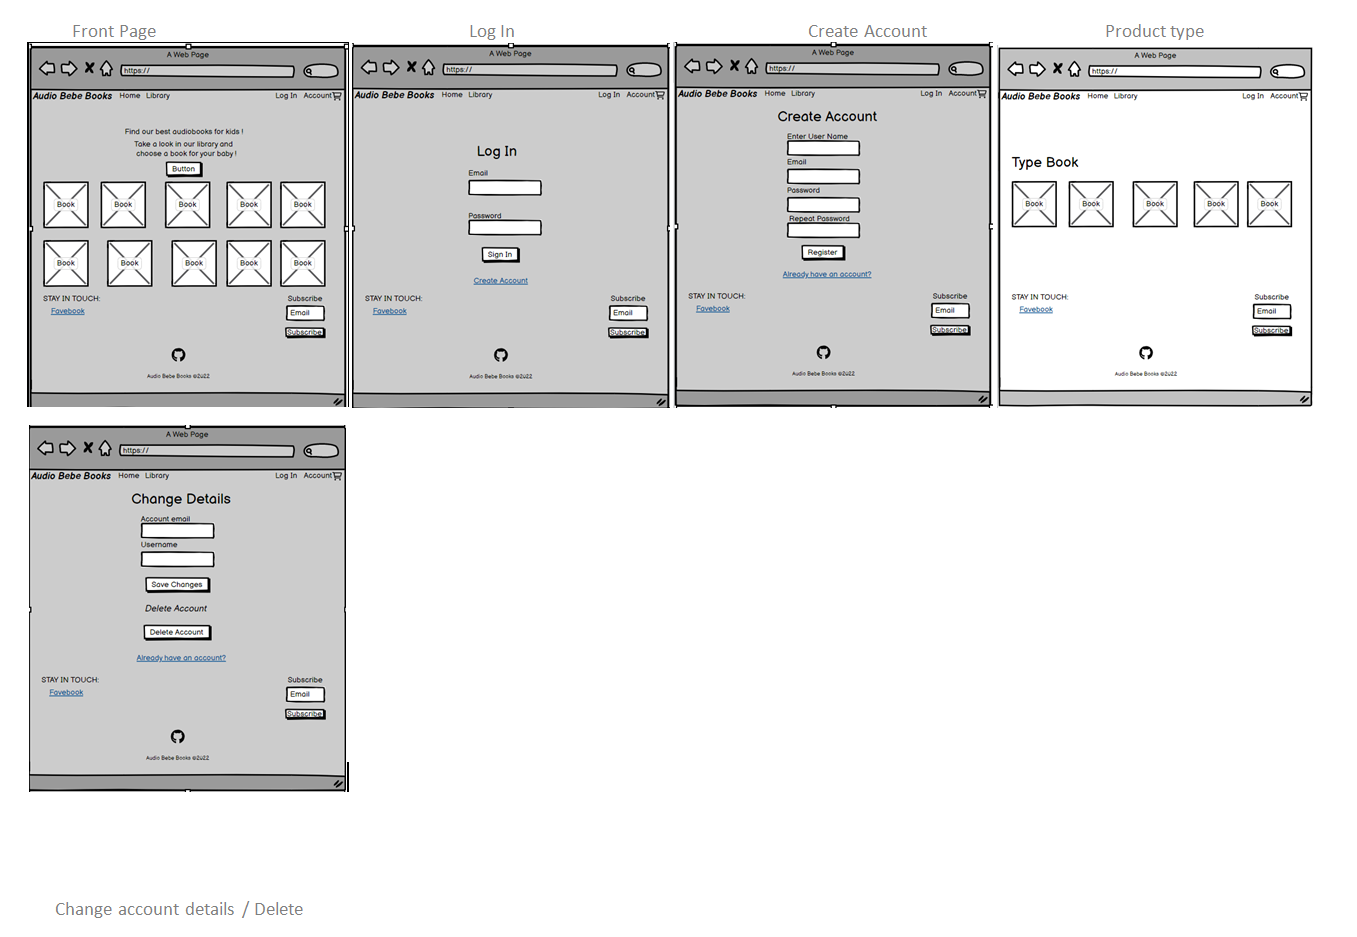 Front Page
Log In
Create Account
Product type
A Web Page
https://
Audio Bebe Books Home Library Log In Account
Find our best audiobooks for kids !
Take a look in our library and
choose a book for your baby !
Button
Book Book Book Book Book
Book Book Book Book Book
STAY IN TOUCH: Subscribe
Favebook Email
Subscribe
Audio Bebe Books ©2022
A Web Page
https://
Audio Bebe Books Home Library Log In Account
Log In
Email
Password
Sign In
Create Account
STAY IN TOUCH: Subscribe
Favebook Email
Subscribe
Audio Bebe Books ©2022
A Web Page
https://
Audio Bebe Books Home Library Log In Account
Create Account
Enter User Name
Email
Password
Repeat Password
Register
Already have an account?
STAY IN TOUCH: Subscribe
Favebook Email
Subscribe
Audio Bebe Books ©2022
A Web Page
https://
Audio Bebe Books Home Library Log In Account
Type Book
Book Book Book Book Book
STAY IN TOUCH: Subscribe
Favebook Email
Subscribe
Audio Bebe Books ©2022
A Web Page
https://
Audio Bebe Books Home Library Log In Account
Change Details
Account email
Username
Save Changes
Delete Account
Delete Account
Already have an account?
STAY IN TOUCH: Subscribe
Favebook Email
Subscribe
Audio Bebe Books ©2022
Change account details / Delete